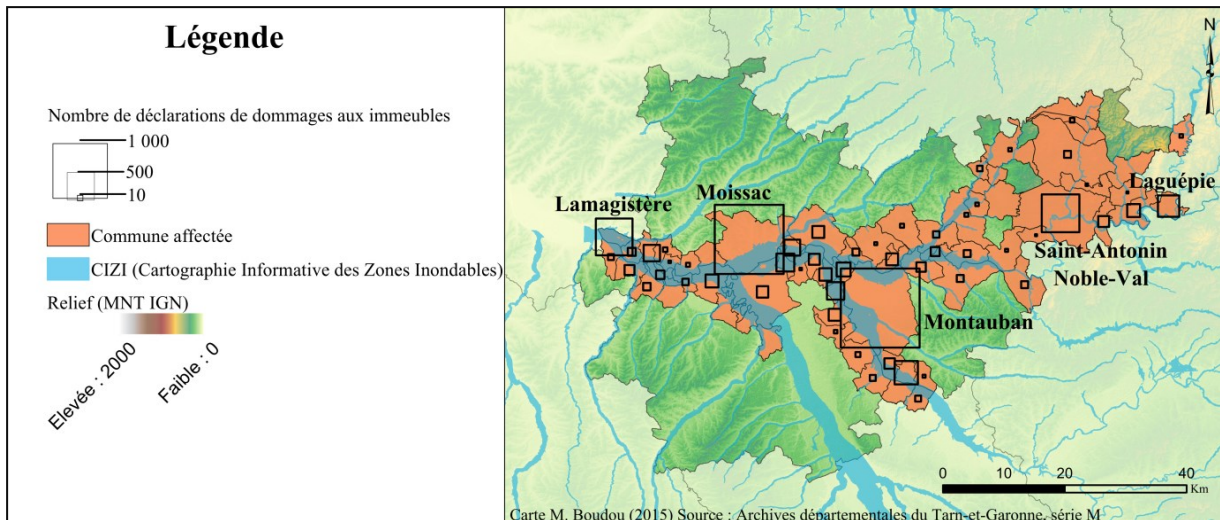 Légende
Nombre de déclarations de dommages aux immeubles
1 000
500
10
Commune affectée
CIZI (Cartographie Informative des Zones Inondables)
Relief (MNT IGN)
Elevée : 2000
Faible : 0
N
Lamagistère
Moissac
Laguépie
Saint-Antonin
Noble-Val
Montauban
0 10 20 40
Km
Carte M. Boudou (2015) Source : Archives départementales du Tarn-et-Garonne, série M